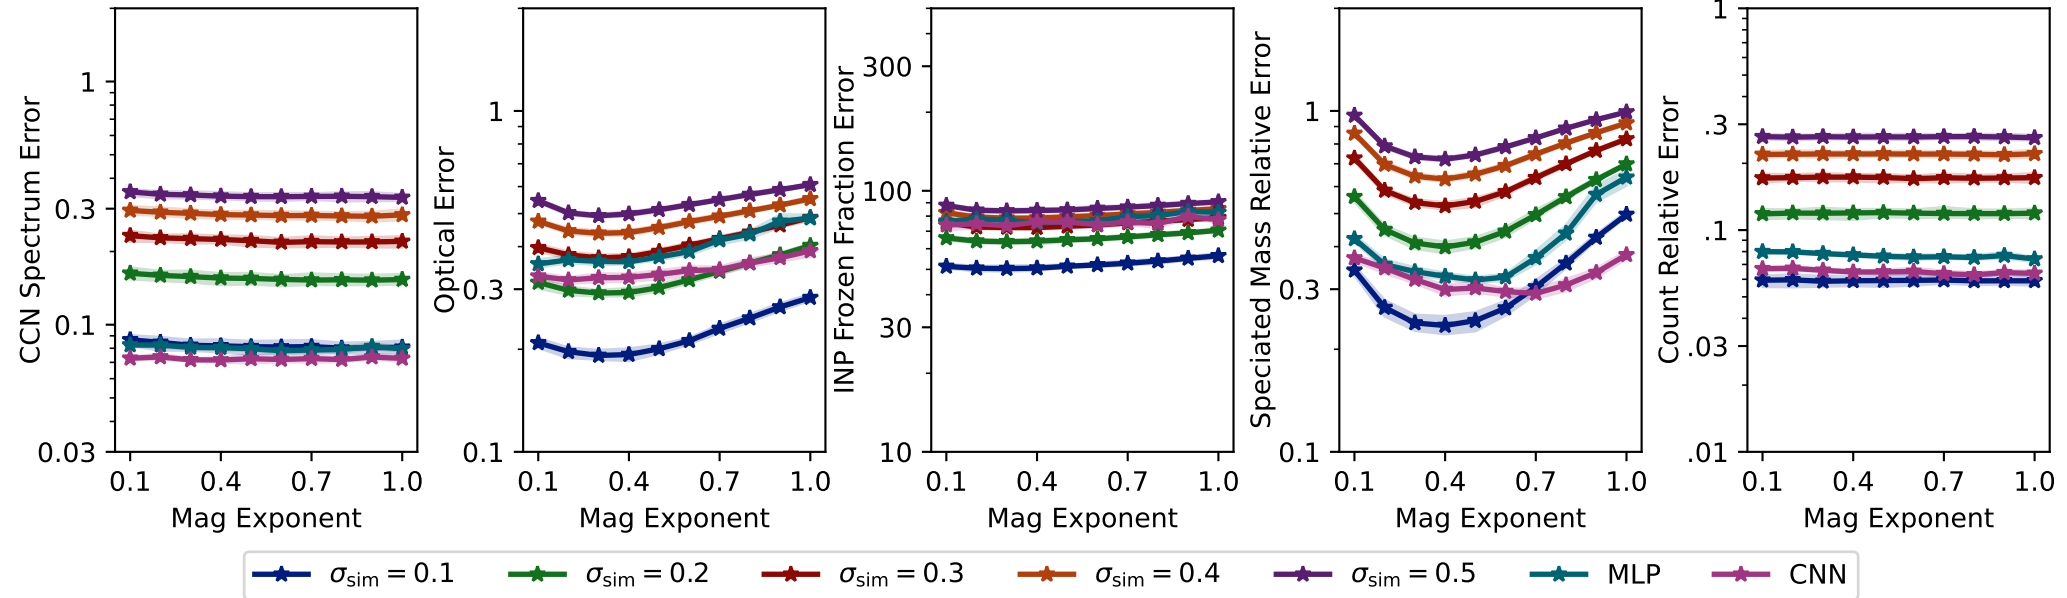 CCN Spectrum Error
1
0.3
0.1
0.03
0.1 0.4 0.7 1.0
Mag Exponent
Optical Error
1
0.3
0.1
0.1 0.4 0.7 1.0
Mag Exponent
INP Frozen Fraction Error
300
100
30
10
0.1 0.4 0.7 1.0
Mag Exponent
Speciated Mass Relative Error
1
0.3
0.1
0.1 0.4 0.7 1.0
Mag Exponent
Count Relative Error
1
.3
.1
.03
.01
0.1 0.4 0.7 1.0
Mag Exponent
σsim = 0.1 σsim = 0.2 σsim = 0.3 σsim = 0.4 σsim = 0.5 MLP CNN